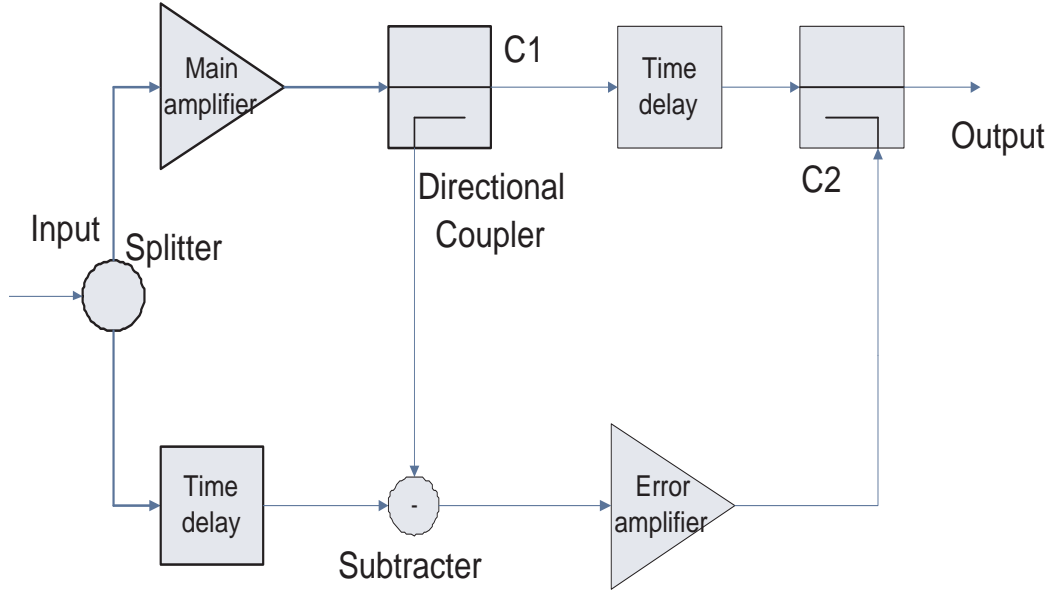 Main
amplifier
C1
Time
delay
Output
C2
Directional
Coupler
Input
Splitter
Time
delay
-
Subtracter
Error
amplifier